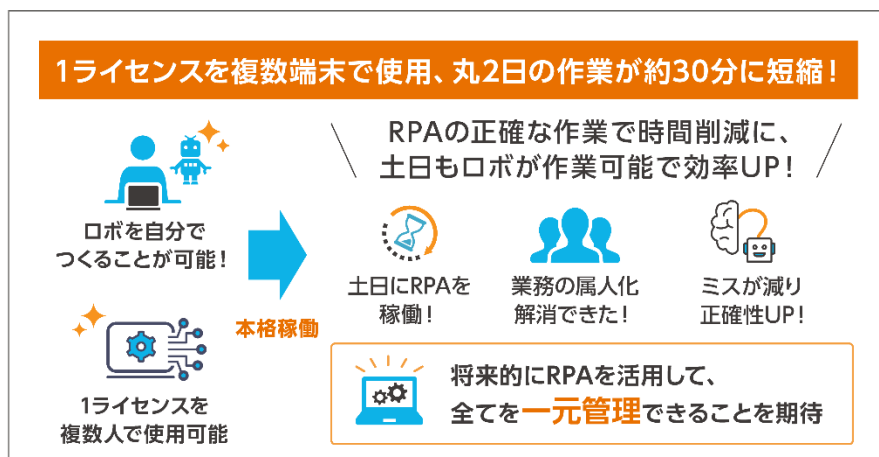 1ライセンスを複数端末で使用、丸2日の作業が約30分に短縮！
ロボを自分で
つくることが可能！
1ライセンスを
複数人で使用可能
本格稼働
RPAの正確な作業で時間削減に、
土日もロボが作業可能で効率UP！
土日にRPAを
稼働！
業務の属人化
解消できた！
ミスが減り
正確性UP！
将来的にRPAを活用して、
全てを一元管理できることを期待